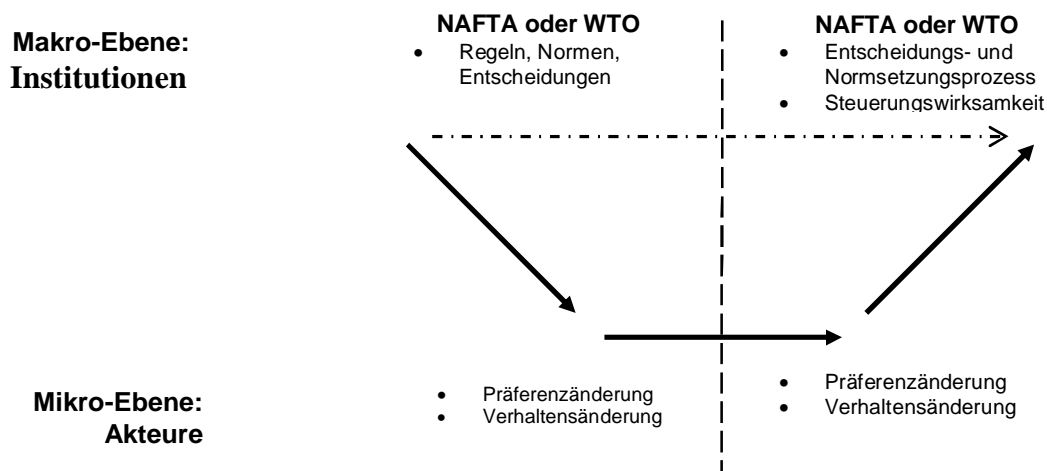 Makro-Ebene:
Institutionen
NAFTA oder WTO
• Regeln, Normen,
Entscheidungen
NAFTA oder WTO
• Entscheidungs- und
Normsetzungsprozess
• Steuerungswirksamkeit
Mikro-Ebene:
Akteure
• Präferenzänderung
• Verhaltensänderung
• Präferenzänderung
• Verhaltensänderung